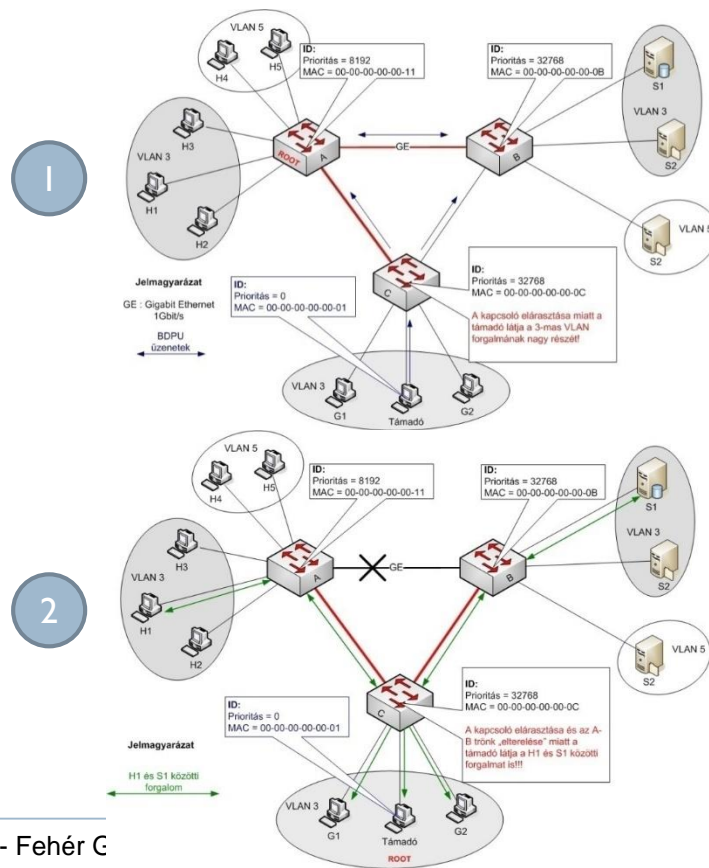 1
VLAN 5
H4
H5
ID:
Prioritás = 8192
MAC = 00-00-00-00-00-11
ID:
Prioritás = 32768
MAC = 00-00-00-00-00-0B
S1
VLAN 3
S2
H3
VLAN 3
H1
H2
ROOT
A
GE
B
VLAN 5
S2
C
Jelmagyarázat
GE : Gigabit Ethernet
1Gbit/s
BDPU
üzenetek
ID:
Prioritás = 0
MAC = 00-00-00-00-00-01
ID:
Prioritás = 32768
MAC = 00-00-00-00-00-0C
A kapcsoló elárasztása miatt a
támadó látja a 3-mas VLAN
forgalmának nagy részét!
VLAN 3
G1
Támadó
G2
2
VLAN 5
H4
H5
ID:
Prioritás = 8192
MAC = 00-00-00-00-00-11
ID:
Prioritás = 32768
MAC = 00-00-00-00-00-0B
S1
VLAN 3
S2
H3
VLAN 3
H1
H2
A
GE
B
VLAN 5
S2
C
ID:
Prioritás = 0
MAC = 00-00-00-00-00-01
ID:
Prioritás = 32768
MAC = 00-00-00-00-00-0C
A kapcsoló elárasztása és az A-
B trönk „elterelése” miatt a
támadó látja a H1 és S1 közötti
forgalmat is!!!
Jelmagyarázat
H1 és S1 közötti
forgalom
VLAN 3
G1
Támadó
G2
ROOT
- Fehér G